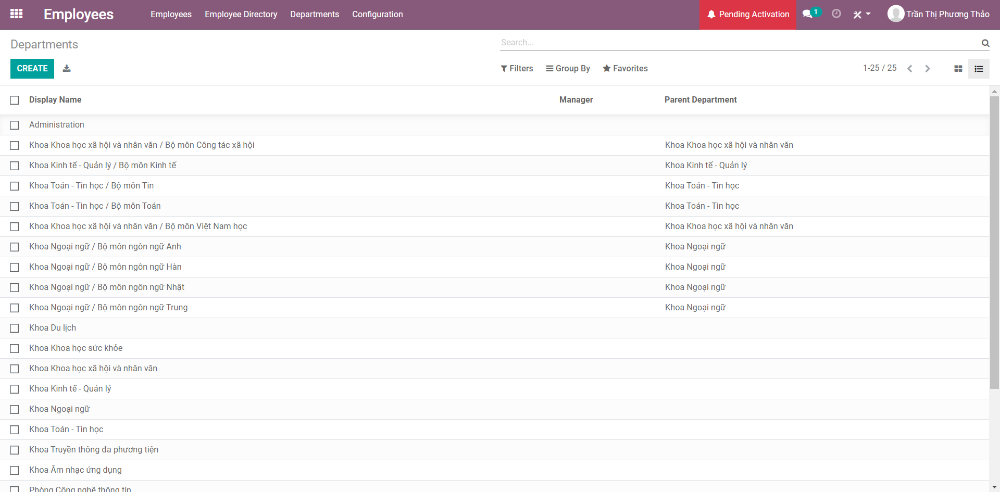 Employees Employees Employee Directory Departments Configuration Pending Activation 1 Trần Thị Phương Thảo
Departments Search...
CREATE Filters Group By Favorites 1-25 / 25
Display Name Manager Parent Department
Administration
Khoa Khoa học xã hội và nhân văn / Bộ môn Công tác xã hội Khoa Khoa học xã hội và nhân văn
Khoa Kinh tế - Quản lý / Bộ môn Kinh tế Khoa Kinh tế - Quản lý
Khoa Toán - Tin học / Bộ môn Tin Khoa Toán - Tin học
Khoa Toán - Tin học / Bộ môn Toán Khoa Toán - Tin học
Khoa Khoa học xã hội và nhân văn / Bộ môn Việt Nam học Khoa Khoa học xã hội và nhân văn
Khoa Ngoại ngữ / Bộ môn ngôn ngữ Anh Khoa Ngoại ngữ
Khoa Ngoại ngữ / Bộ môn ngôn ngữ Hàn Khoa Ngoại ngữ
Khoa Ngoại ngữ / Bộ môn ngôn ngữ Nhật Khoa Ngoại ngữ
Khoa Ngoại ngữ / Bộ môn ngôn ngữ Trung Khoa Ngoại ngữ
Khoa Du lịch
Khoa Khoa học sức khỏe
Khoa Khoa học xã hội và nhân văn
Khoa Kinh tế - Quản lý
Khoa Ngoại ngữ
Khoa Toán - Tin học
Khoa Truyền thông đa phương tiện
Khoa Âm nhạc ứng dụng
Phòng Công nghệ thông tin